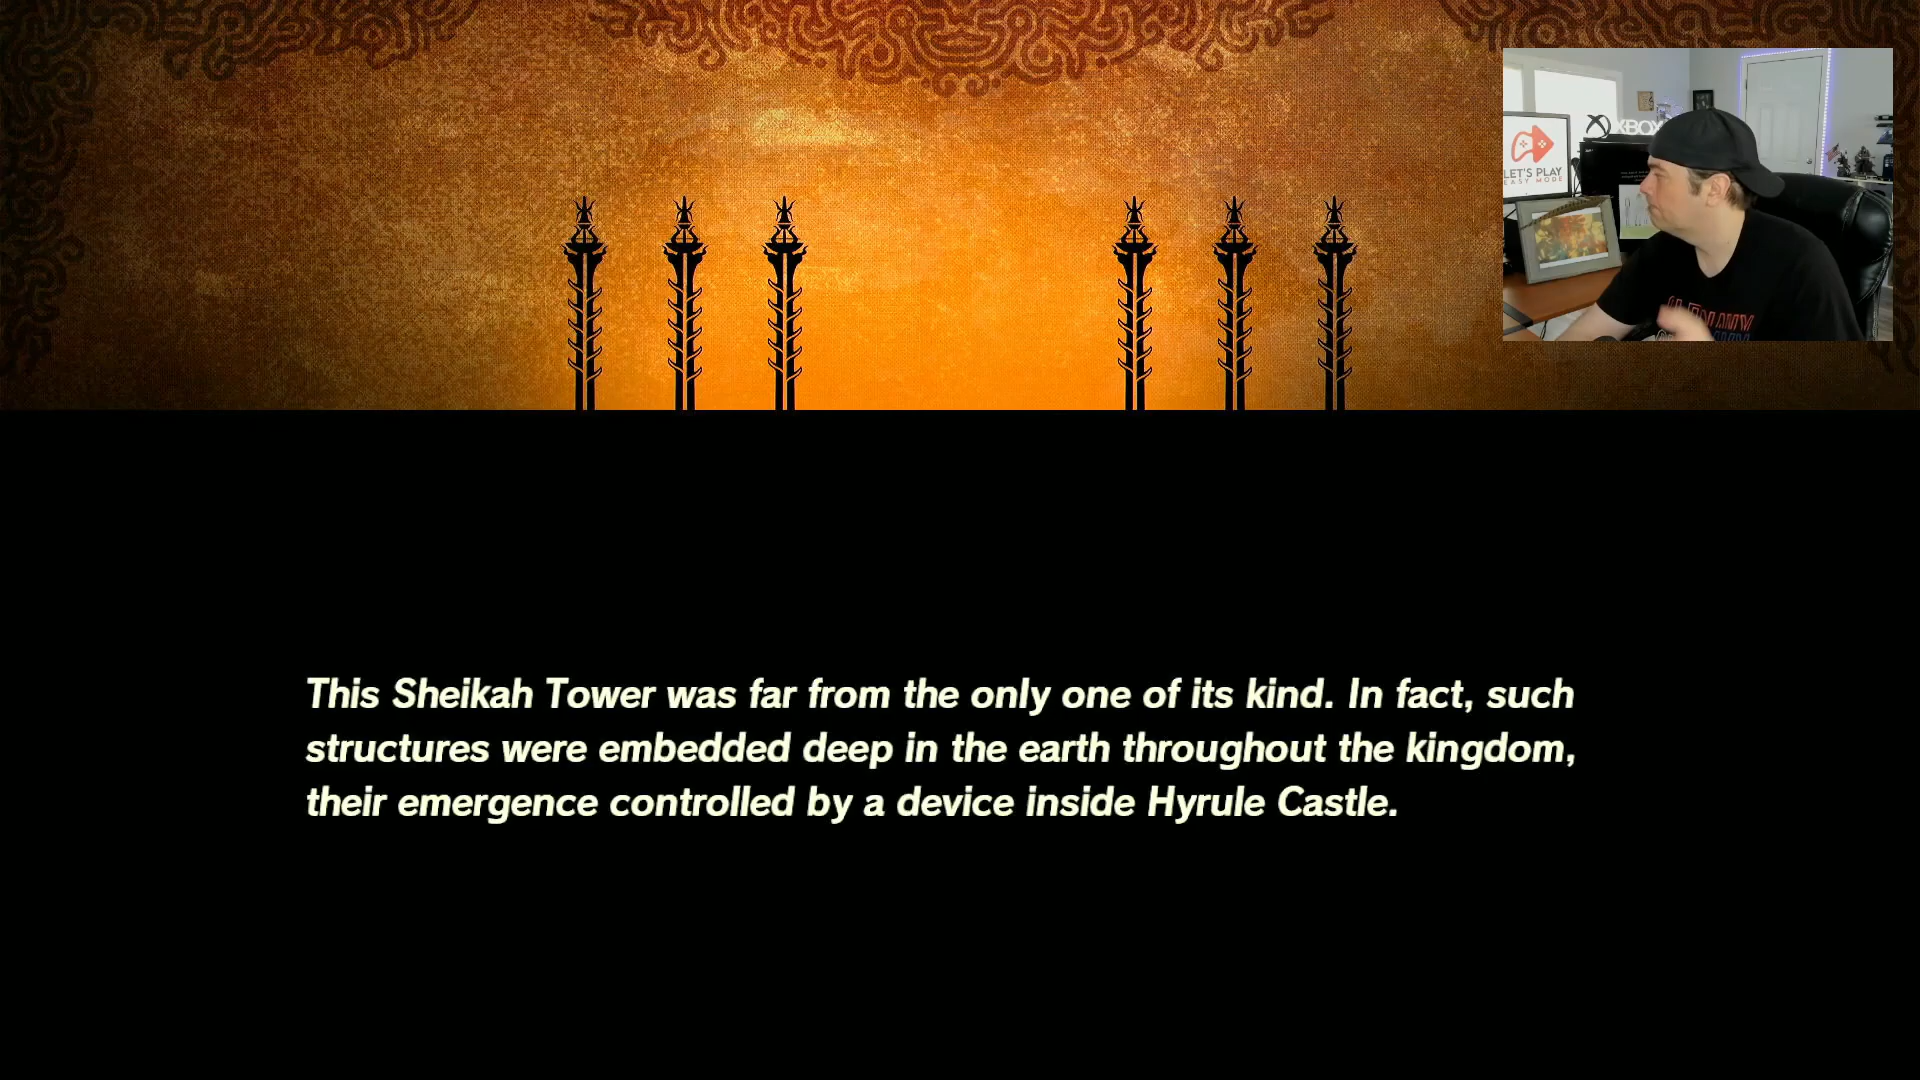 XBOX
LET'S PLAY
EASY MODE
This Sheikah Tower was far from the only one of its kind. In fact, such
structures were embedded deep in the earth throughout the kingdom,
their emergence controlled by a device inside Hyrule Castle.